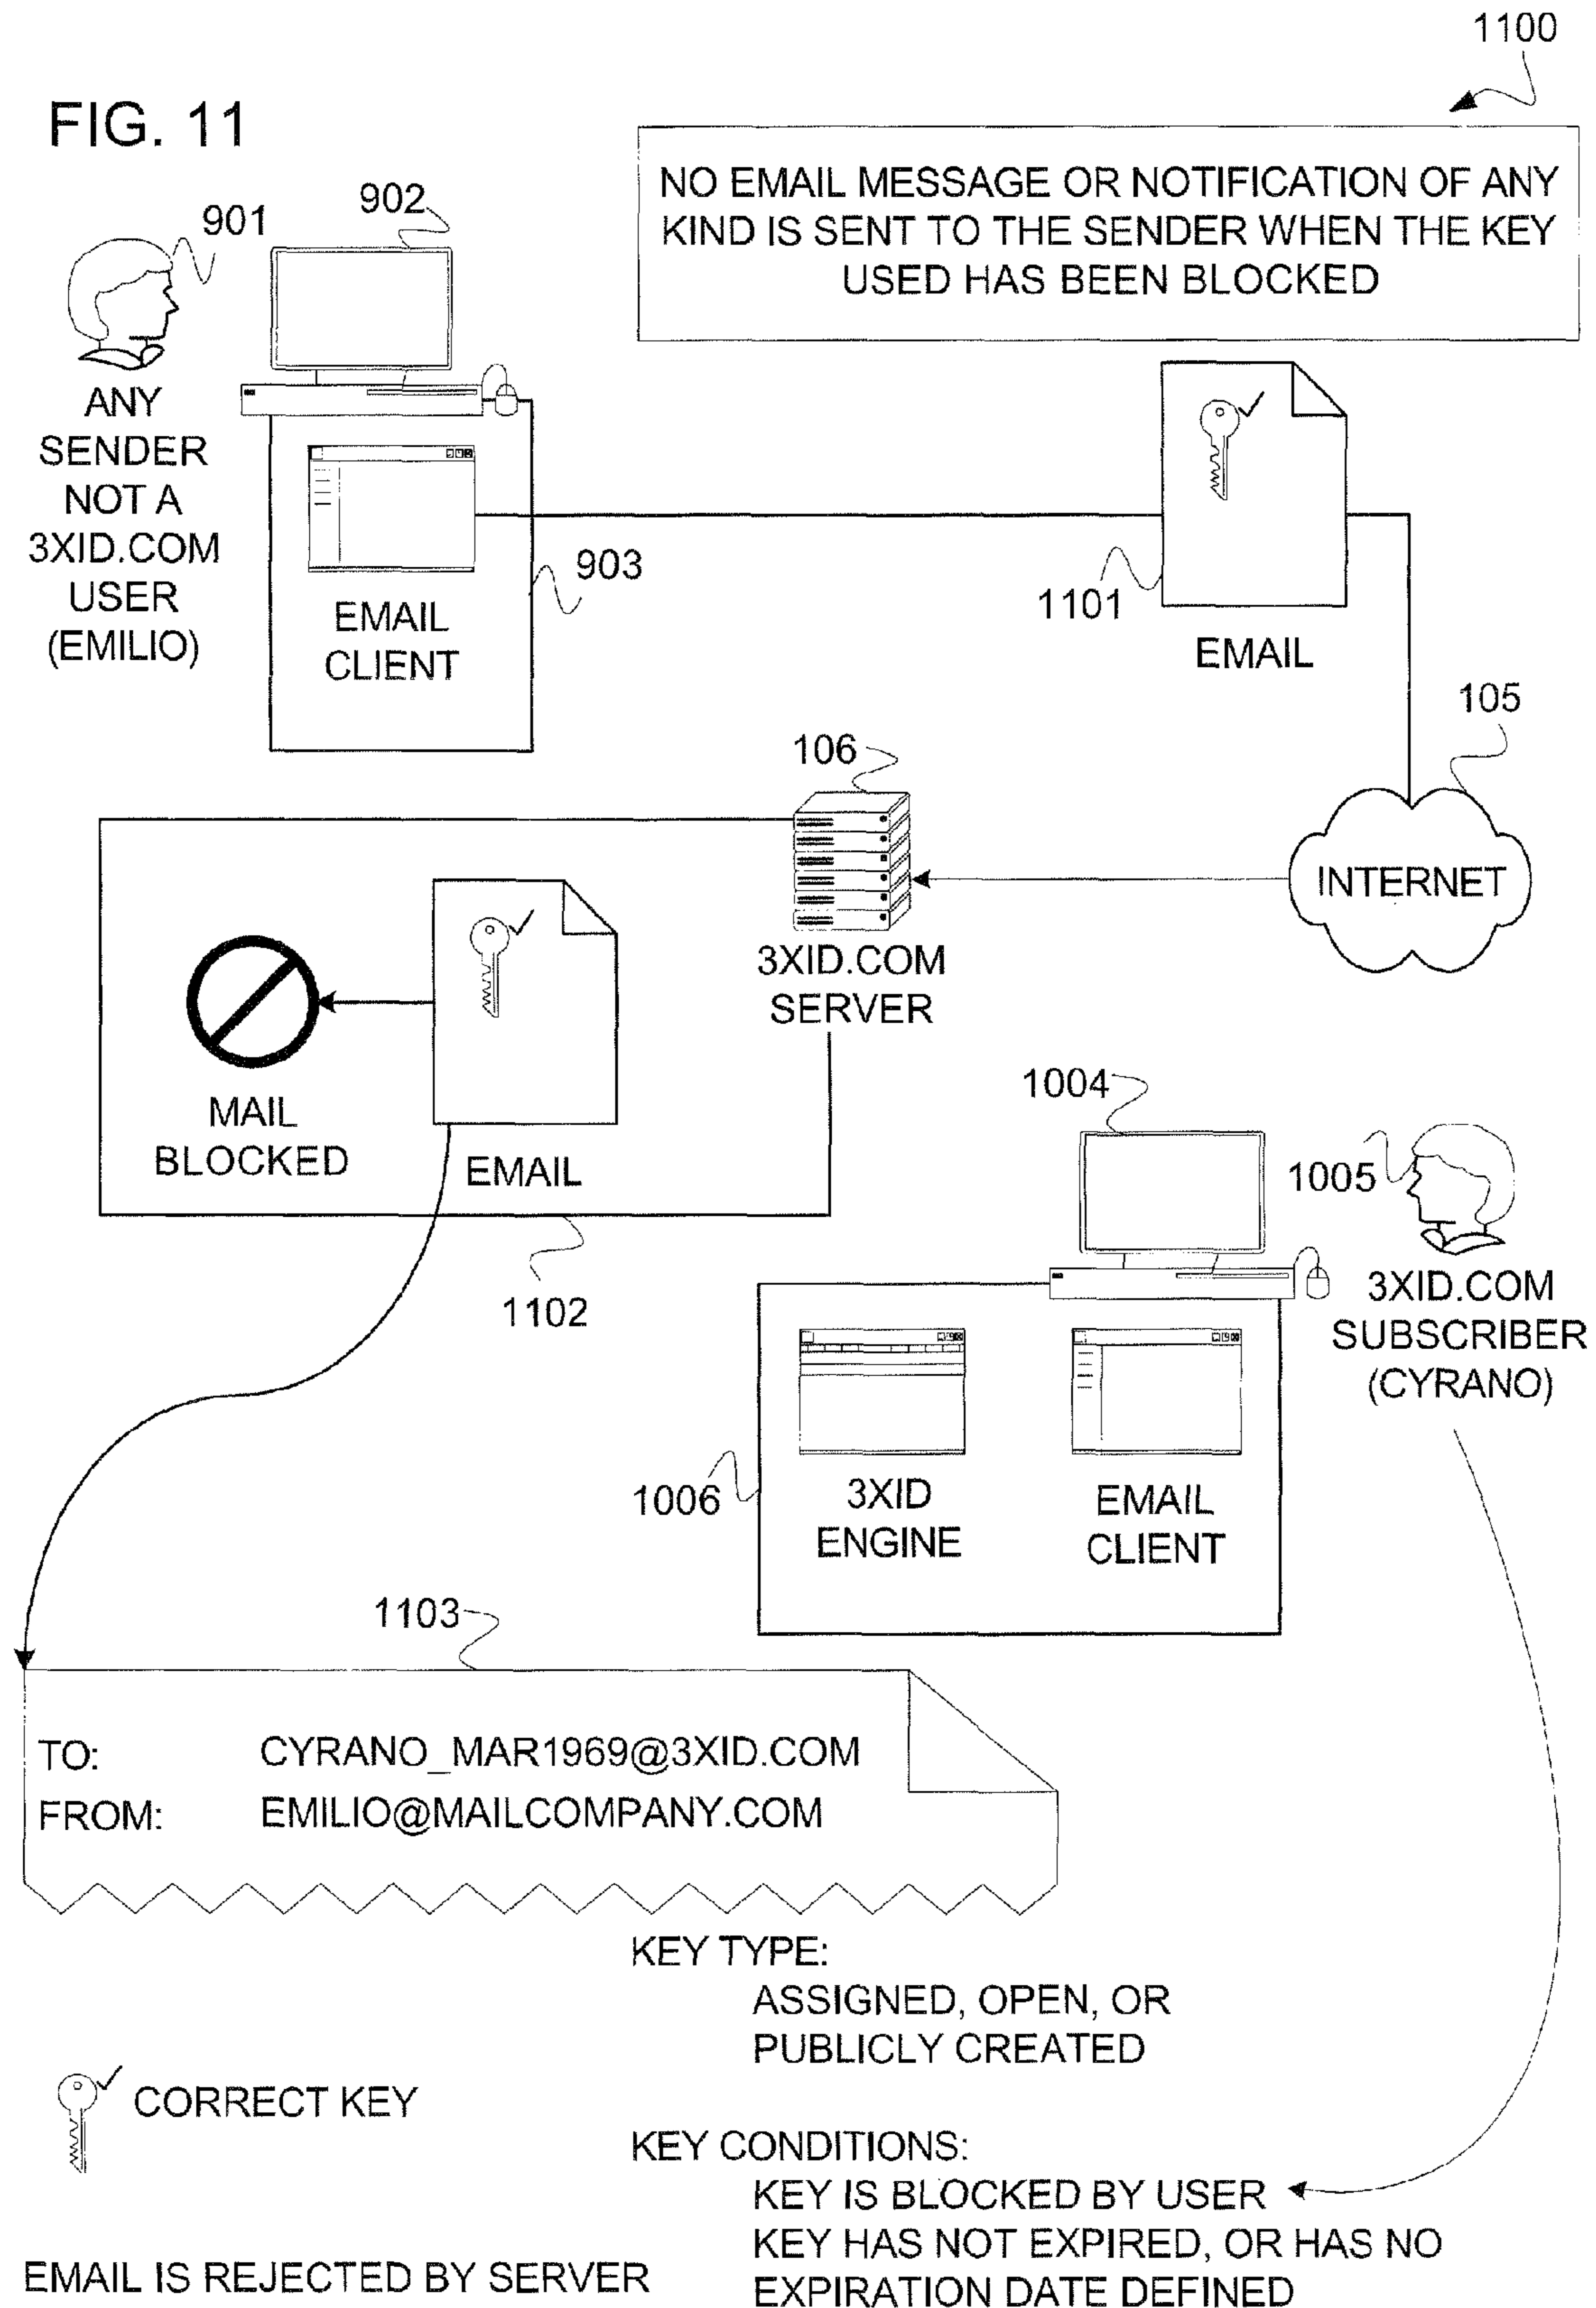 1100
FIG. 11
NO EMAIL MESSAGE OR NOTIFICATION OF ANY
KIND IS SENT TO THE SENDER WHEN THE KEY
USED HAS BEEN BLOCKED
901
902
ANY
SENDER
NOT A
3XID.COM
USER
(EMILIO)
EMAIL
CLIENT
903
1101
EMAIL
105
INTERNET
106
3XID.COM
SERVER
MAIL
BLOCKED
EMAIL
1102
1004
1005
3XID.COM
SUBSCRIBER
(CYRANO)
1006
3XID
ENGINE
EMAIL
CLIENT
1103
TO: CYRANO_MAR1969@3XID.COM
FROM: EMILIO@MAILCOMPANY.COM
KEY TYPE:
ASSIGNED, OPEN, OR
PUBLICLY CREATED
CORRECT KEY
KEY CONDITIONS:
KEY IS BLOCKED BY USER
KEY HAS NOT EXPIRED, OR HAS NO
EXPIRATION DATE DEFINED
EMAIL IS REJECTED BY SERVER